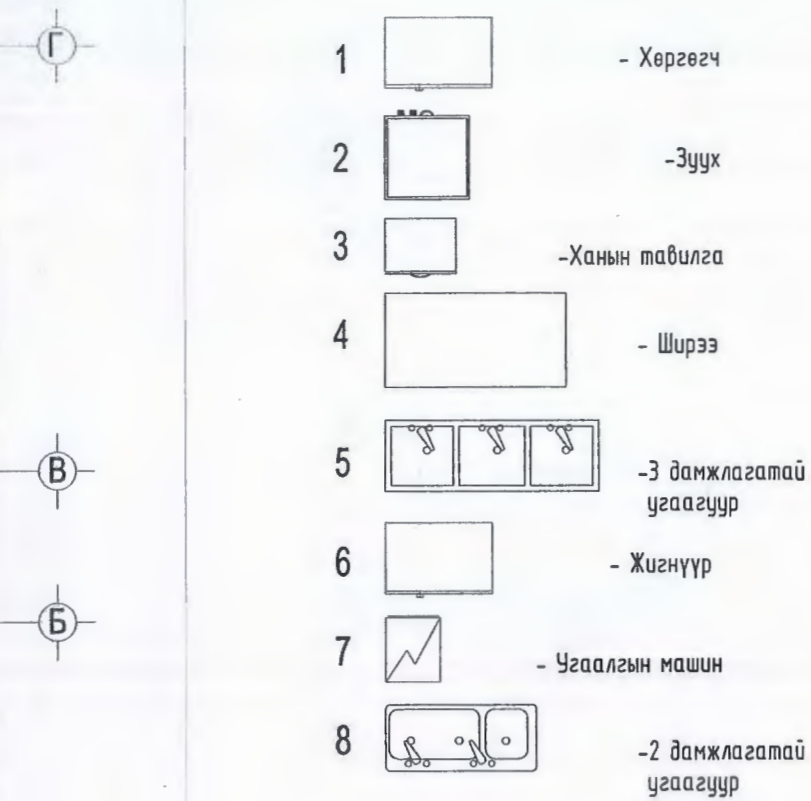 Г
1 - Хөргөгч
2 -Зуух
3 -Ханын тавилга
4 - Ширээ
В
5 -3 дамжлагатай
угаагуур
6 - Жигнүүр
Б
7 - Угаалгын машин
8 -2 дамжлагатай
угаагуур